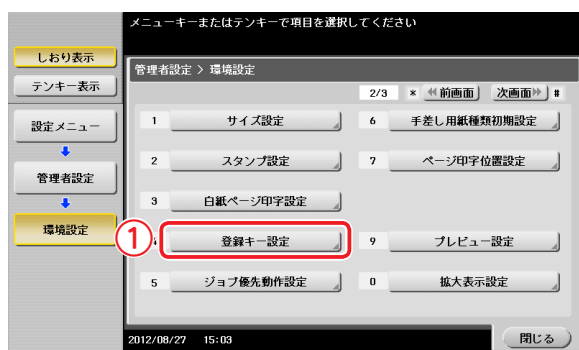 メニューキーまたはテンキーで項目を選択してください
しおり表示
テンキー表示
設定メニュー
管理者設定
環境設定
管理者設定 > 環境設定
2/3 * 前画面 次画面 #
1 サイズ設定 6 手差し用紙種類初期設定
2 スタンプ設定 7 ページ印字位置設定
3 白紙ページ印字設定
① 登録キー設定 9 プレビュー設定
5 ジョブ優先動作設定 0 拡大表示設定
2012/08/27 15:03 閉じる